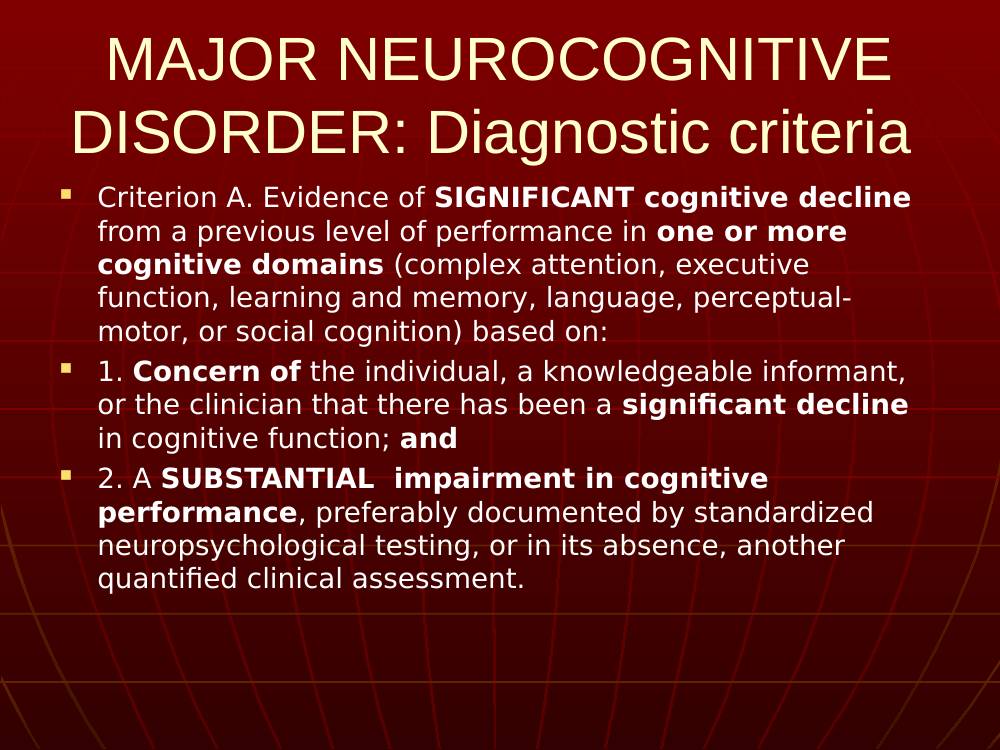 MAJOR NEUROCOGNITIVE
DISORDER: Diagnostic criteria
Criterion A. Evidence of SIGNIFICANT cognitive decline
from a previous level of performance in one or more
cognitive domains (complex attention, executive
function, learning and memory, language, perceptual-
motor, or social cognition) based on:
1. Concern of the individual, a knowledgeable informant,
or the clinician that there has been a significant decline
in cognitive function; and
2. A SUBSTANTIAL  impairment in cognitive
performance, preferably documented by standardized
neuropsychological testing, or in its absence, another
quantified clinical assessment.